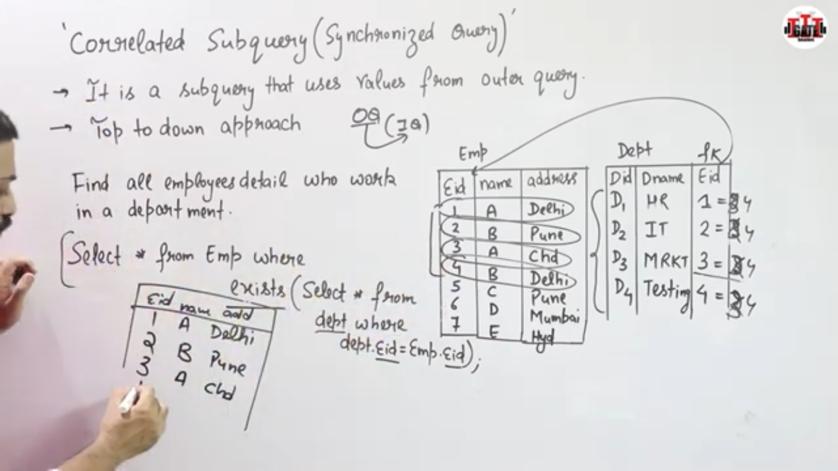 'Correlated Subquery (Synchronized Query)'
→ It is a subquery that uses values from outer query.
→ Top to down approach OQ (IQ)
Find all employees detail who work
in a department.
Select * from Emp where
exists (Select * from
dept where
dept.Eid = Emp.Eid);
Eid name add
1 A Delhi
2 B Pune
3 A Chd
Emp
Eid name address
1 A Delhi
2 B Pune
3 A Chd
4 B Delhi
5 C Pune
6 D Mumbai
7 E Hyd
Dept fk
Did Dname Eid
D1 HR 1 = 4
D2 IT 2 = 4
D3 MRKT 3 = 4
D4 Testing 4 = 4
GATE